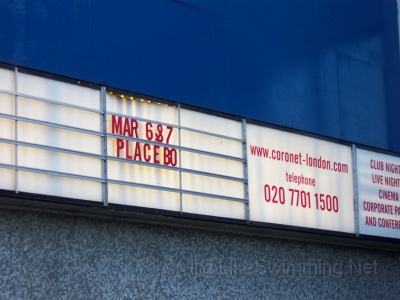 MAR 6&7
PLACEBO
www.coronet-london.com
telephone
020 7701 1500
CLUB NIGHT
LIVE NIGHT
CINEMA
CORPORATE PA
AND CONFERE